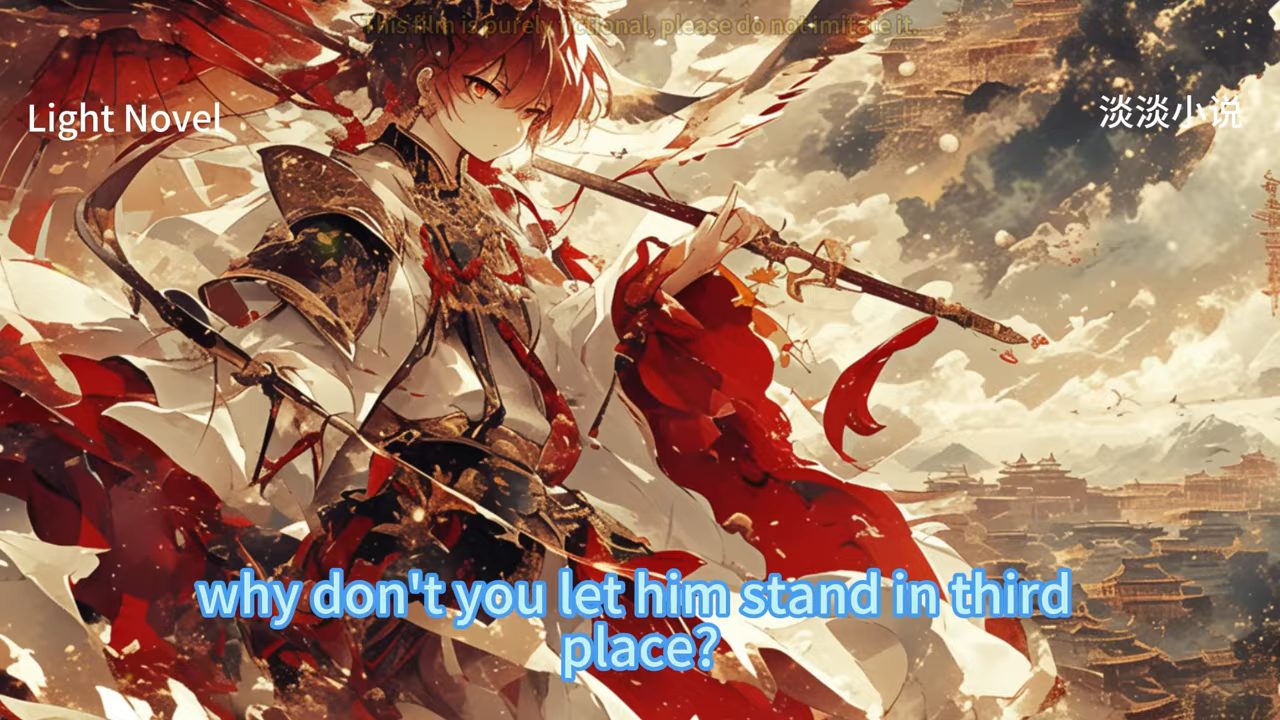 This film is purely fictional, please do not imitate it.
Light Novel
淡淡小说
why don't you let him stand in third
place?